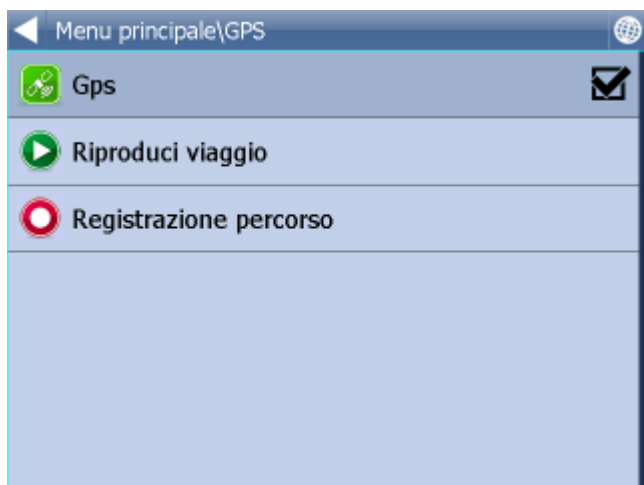 Menu principale\GPS
Gps
Riproduci viaggio
Registrazione percorso